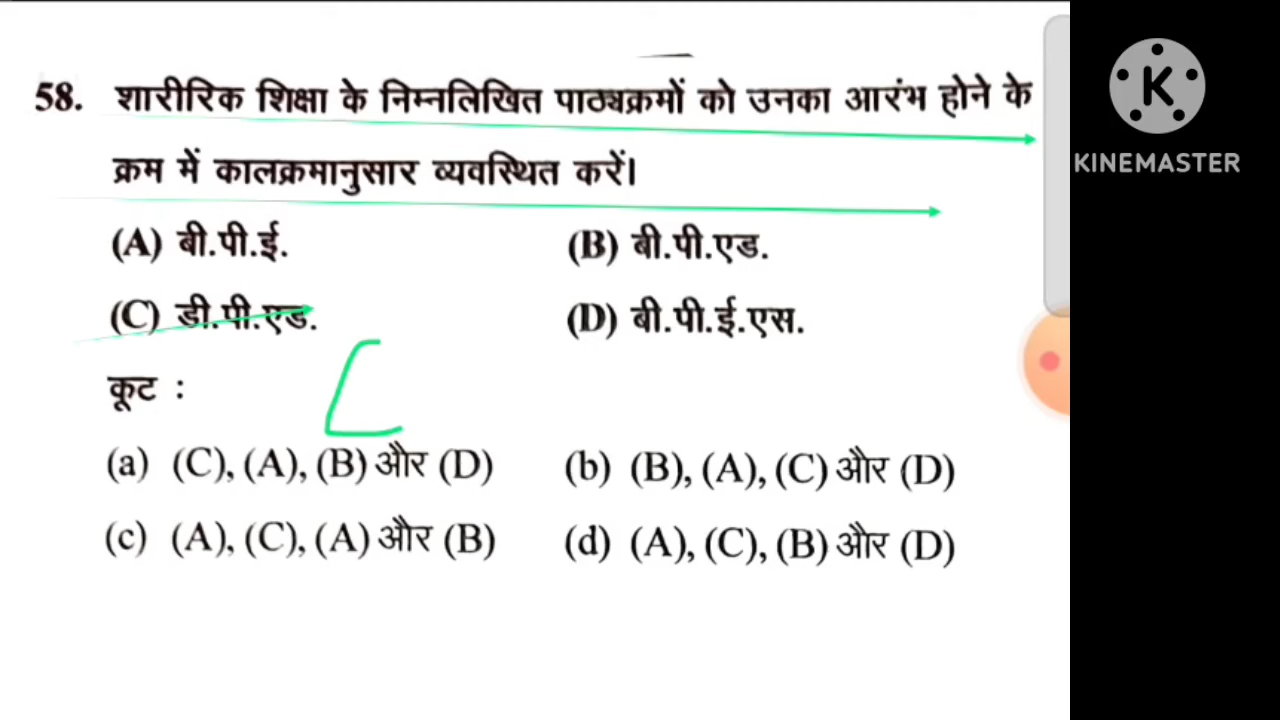 58. शारीरिक शिक्षा के निम्नलिखित पाठ्यक्रमों को उनका आरंभ होने के
क्रम में कालक्रमानुसार व्यवस्थित करें।
(A) बी.पी.ई. (B) बी.पी.एड.
(C) डी.पी.एड. (D) बी.पी.ई.एस.
कूट :
(a) (C), (A), (B) और (D) (b) (B), (A), (C) और (D)
(c) (A), (C), (A) और (B) (d) (A), (C), (B) और (D)
K
KINEMASTER